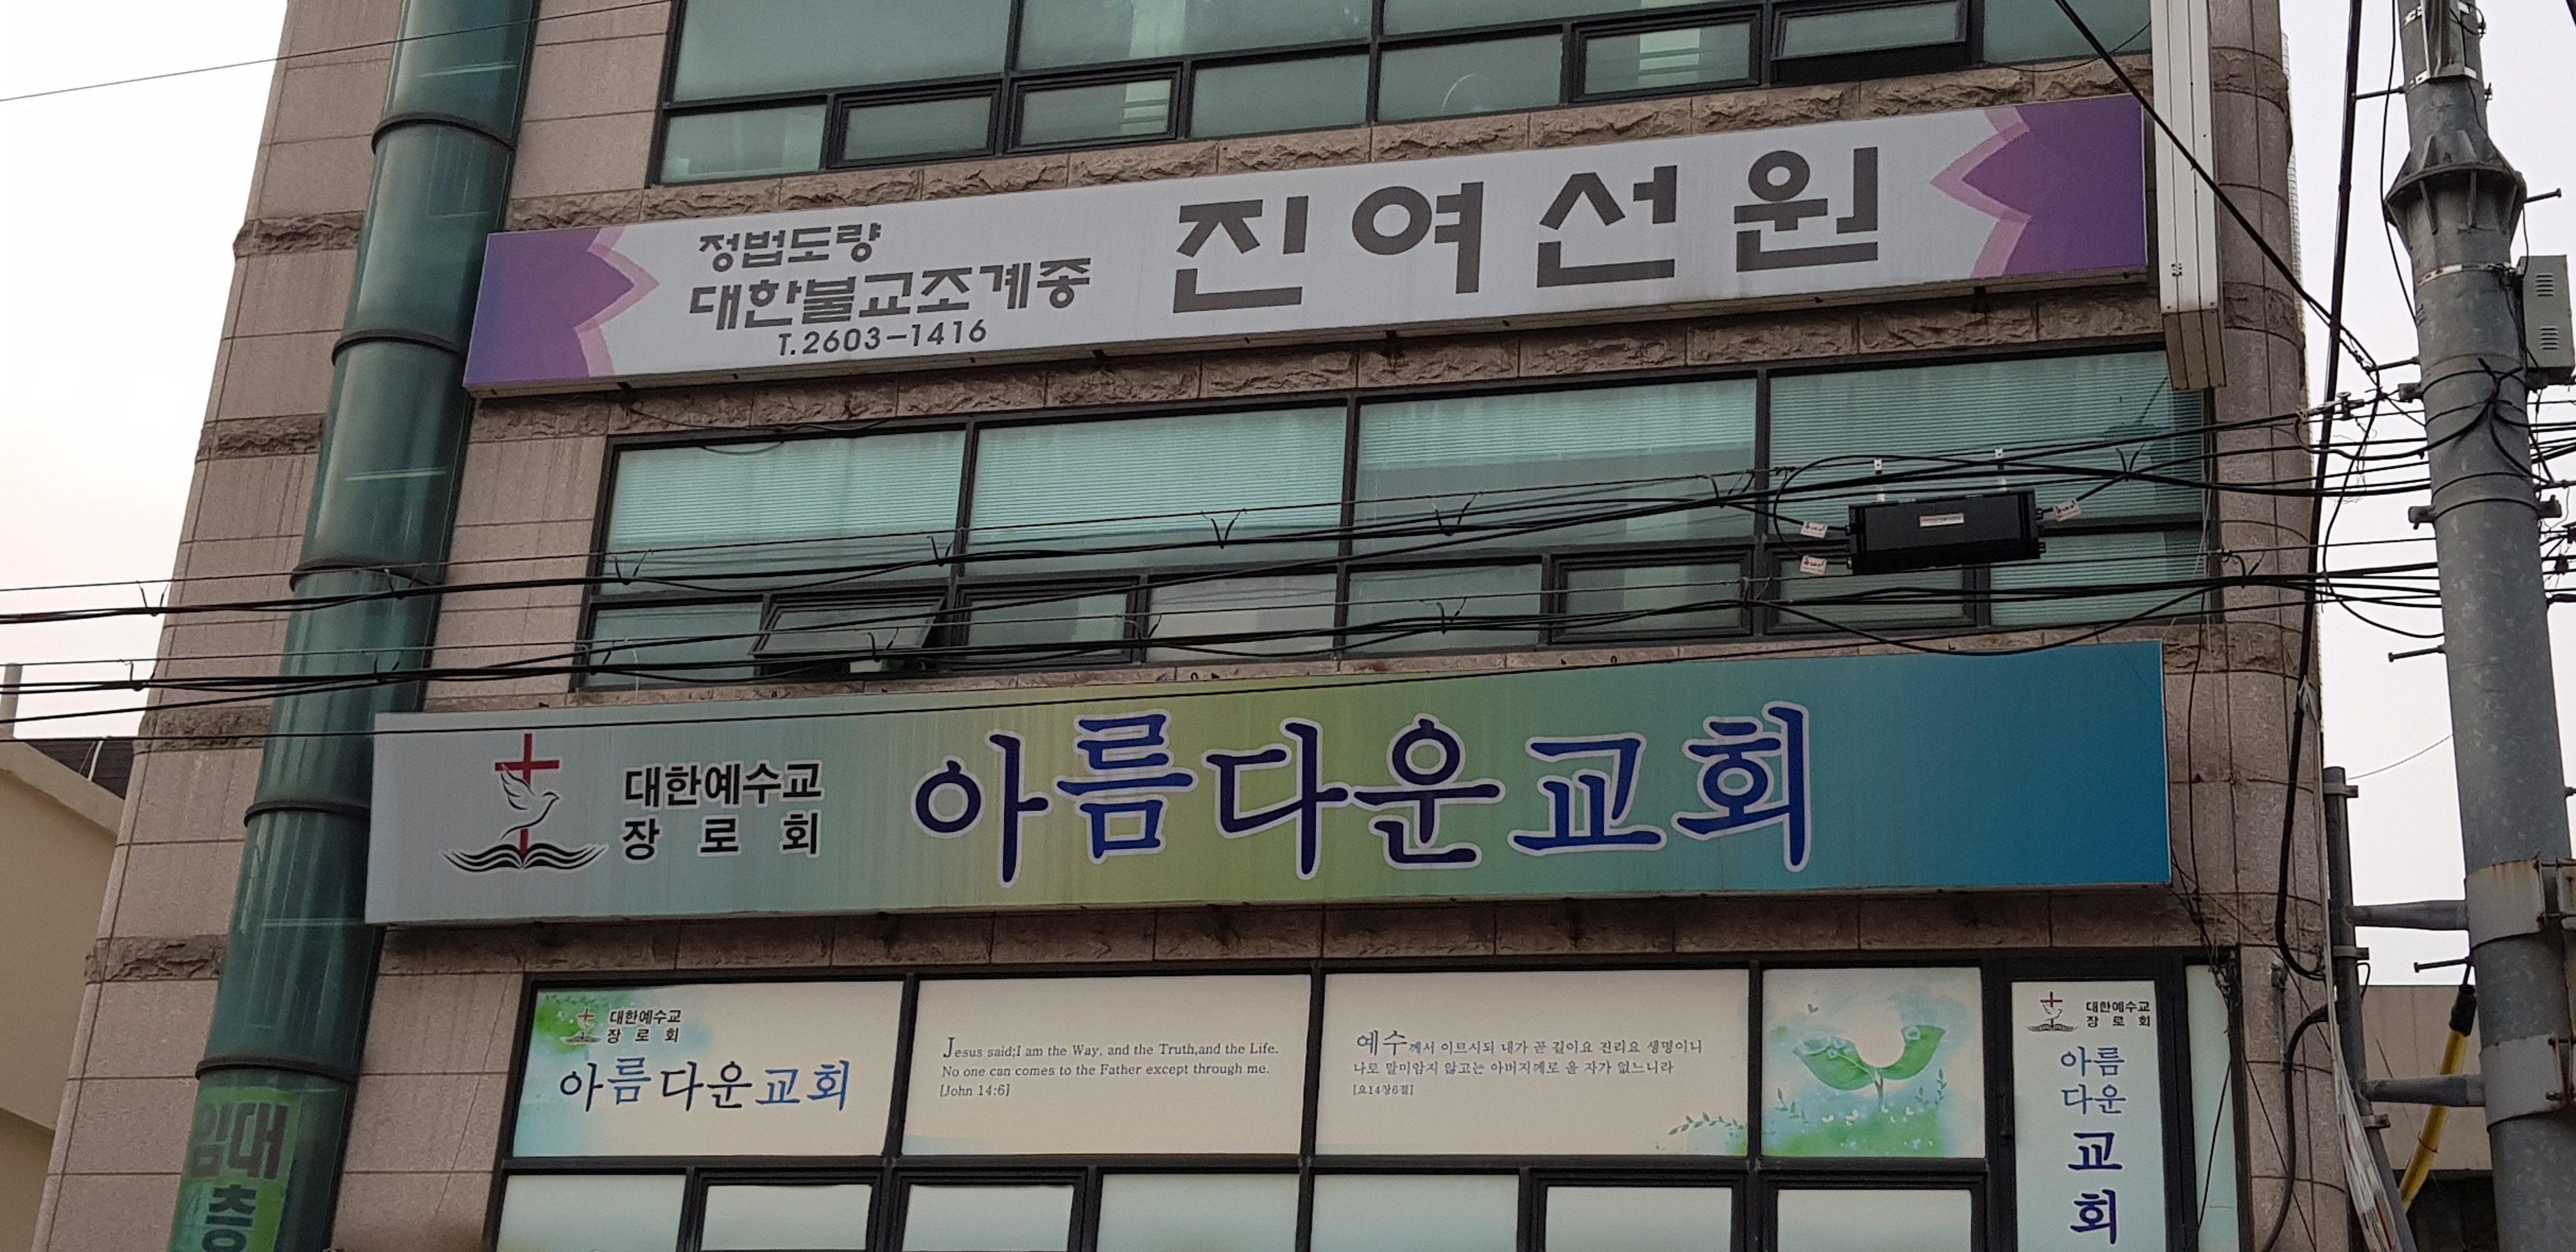 정법도량
대한불교조계종
T.2603-1416
진여선원
대한예수교
장 로 회
아름다운교회
대한예수교
장 로 회
아름다운교회
Jesus said;I am the Way, and the Truth,and the Life.
No one can comes to the Father except through me.
[John 14:6]
예수께서 이르시되 내가 곧 길이요 진리요 생명이니
나로 말미암지 않고는 아버지께로 올 자가 없느니라
[요14장6절]
대한예수교
장 로 회
아름
다운
교
회
임대
층